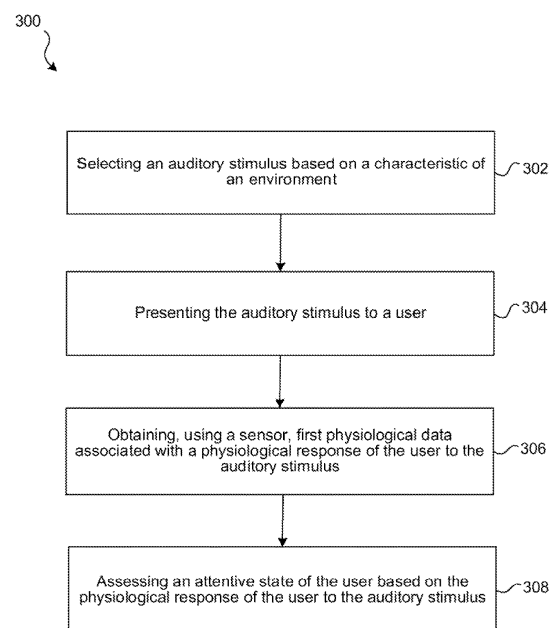 300
Selecting an auditory stimulus based on a characteristic of
an environment
302
Presenting the auditory stimulus to a user
304
Obtaining, using a sensor, first physiological data
associated with a physiological response of the user to the
auditory stimulus
306
Assessing an attentive state of the user based on the
physiological response of the user to the auditory stimulus
308